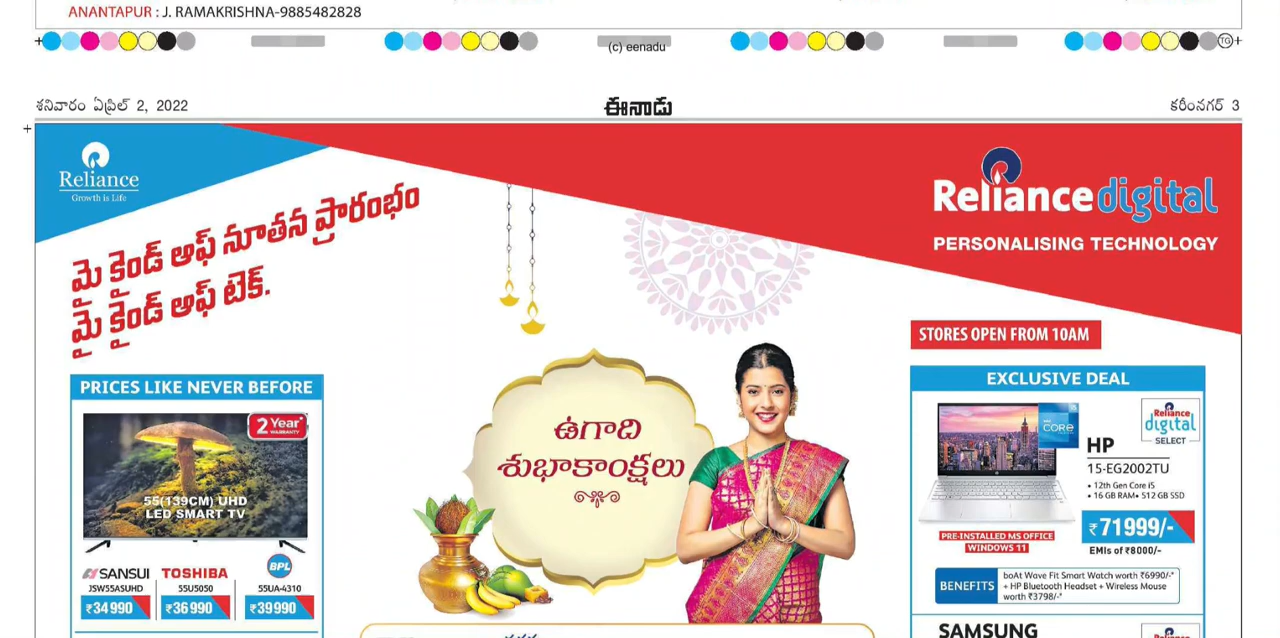 ANANTAPUR : J. RAMAKRISHNA-9885482828
(c) eenadu
TG
శనివారం ఏప్రిల్ 2, 2022
ఈనాడు
కరీంనగర్ 3
Reliance
Growth is Life
Reliance digital
PERSONALISING TECHNOLOGY
మై కైండ్ ఆఫ్ నూతన ప్రారంభం
మై కైండ్ ఆఫ్ టెక్.
STORES OPEN FROM 10AM
PRICES LIKE NEVER BEFORE
2 Year*
WARRANTY
55(139CM) UHD
LED SMART TV
SANSUI
JSW55ASUHD
₹34990
TOSHIBA
55U5050
₹36990
BPL
55UA-4310
₹39990
ఉగాది
శుభాకాంక్షలు
EXCLUSIVE DEAL
CORE
i5
Reliance
digital
SELECT
HP
15-EG2002TU
• 12th Gen Core i5
• 16 GB RAM• 512 GB SSD
₹71999/-
EMIs of ₹8000/-
PRE-INSTALLED MS OFFICE
WINDOWS 11
BENEFITS
boAt Wave Fit Smart Watch worth ₹6990/-*
+ HP Bluetooth Headset + Wireless Mouse
worth ₹3798/-*
SAMSUNG
Reliance